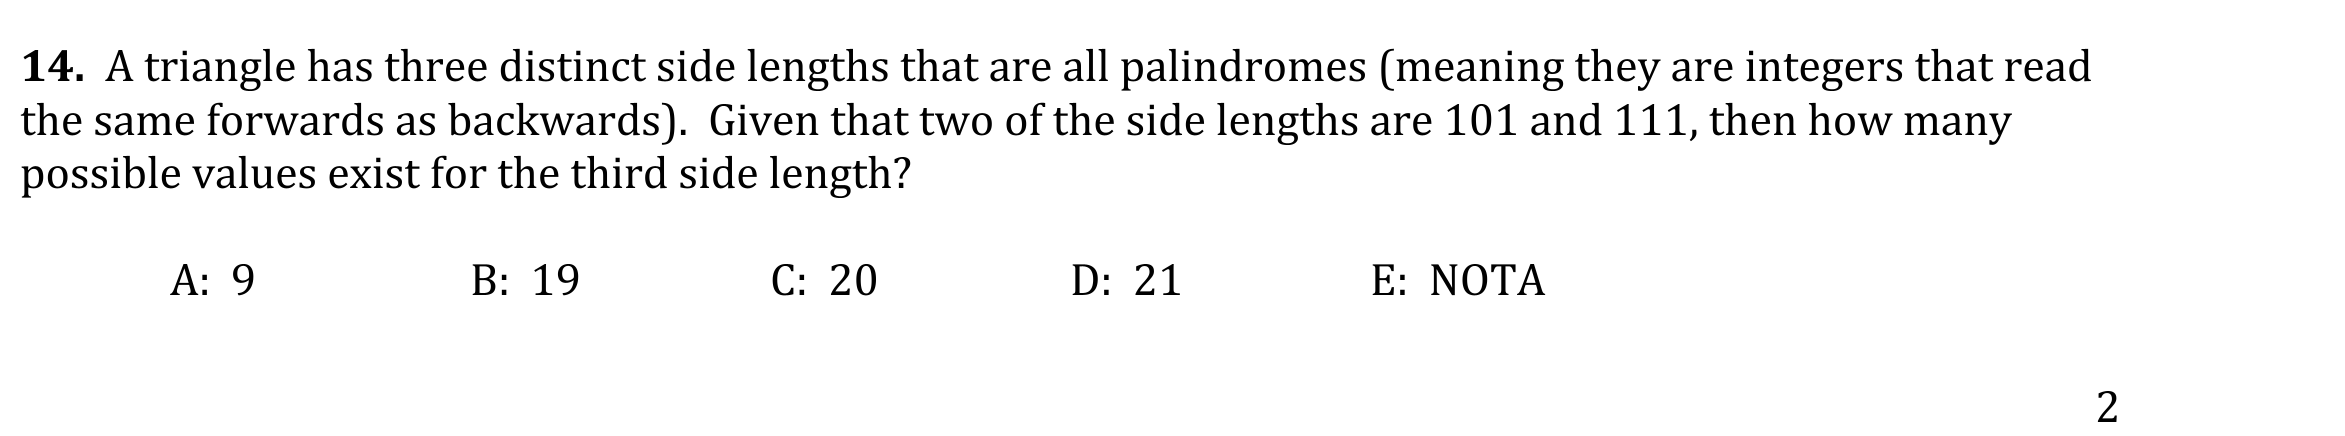 14. A triangle has three distinct side lengths that are all palindromes (meaning they are integers that read
the same forwards as backwards). Given that two of the side lengths are 101 and 111, then how many
possible values exist for the third side length?
A: 9 B: 19 C: 20 D: 21 E: NOTA
2